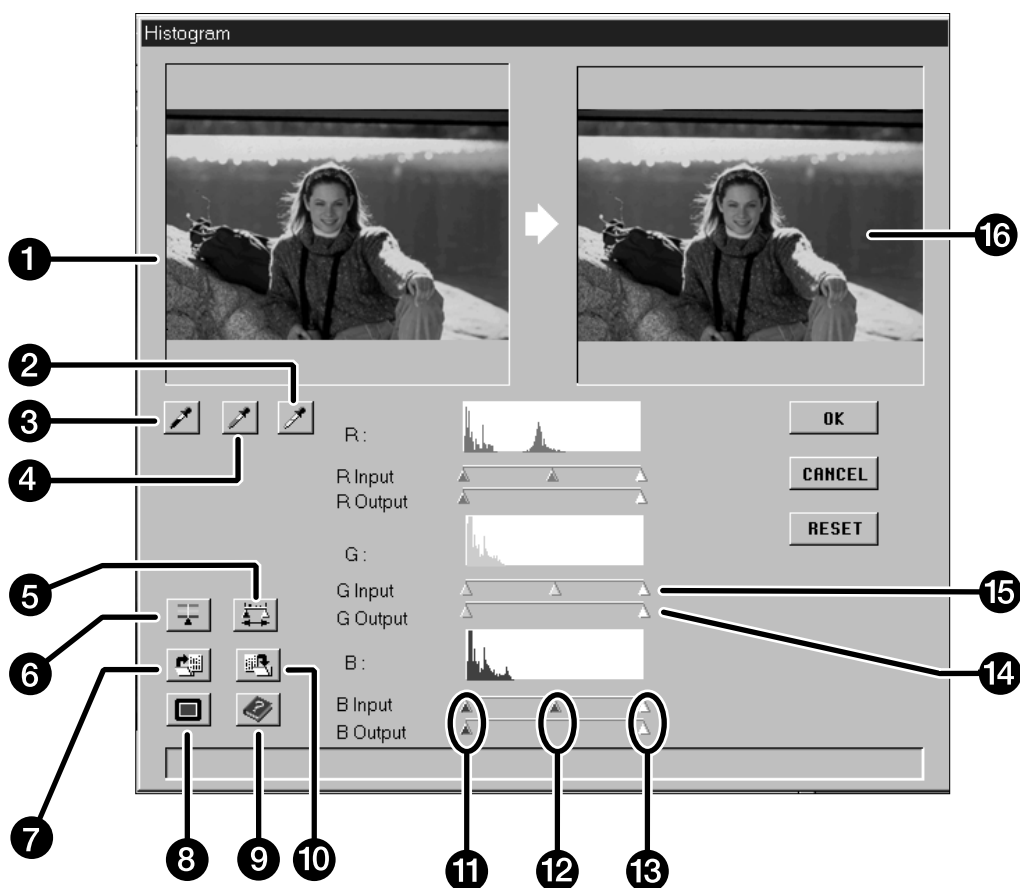 Histogram
1
16
2
3
4
R :
OK
R Input
CANCEL
R Output
RESET
G :
5
G Input
15
6
G Output
14
7
B :
B Input
B Output
8
9
10
11
12
13
?